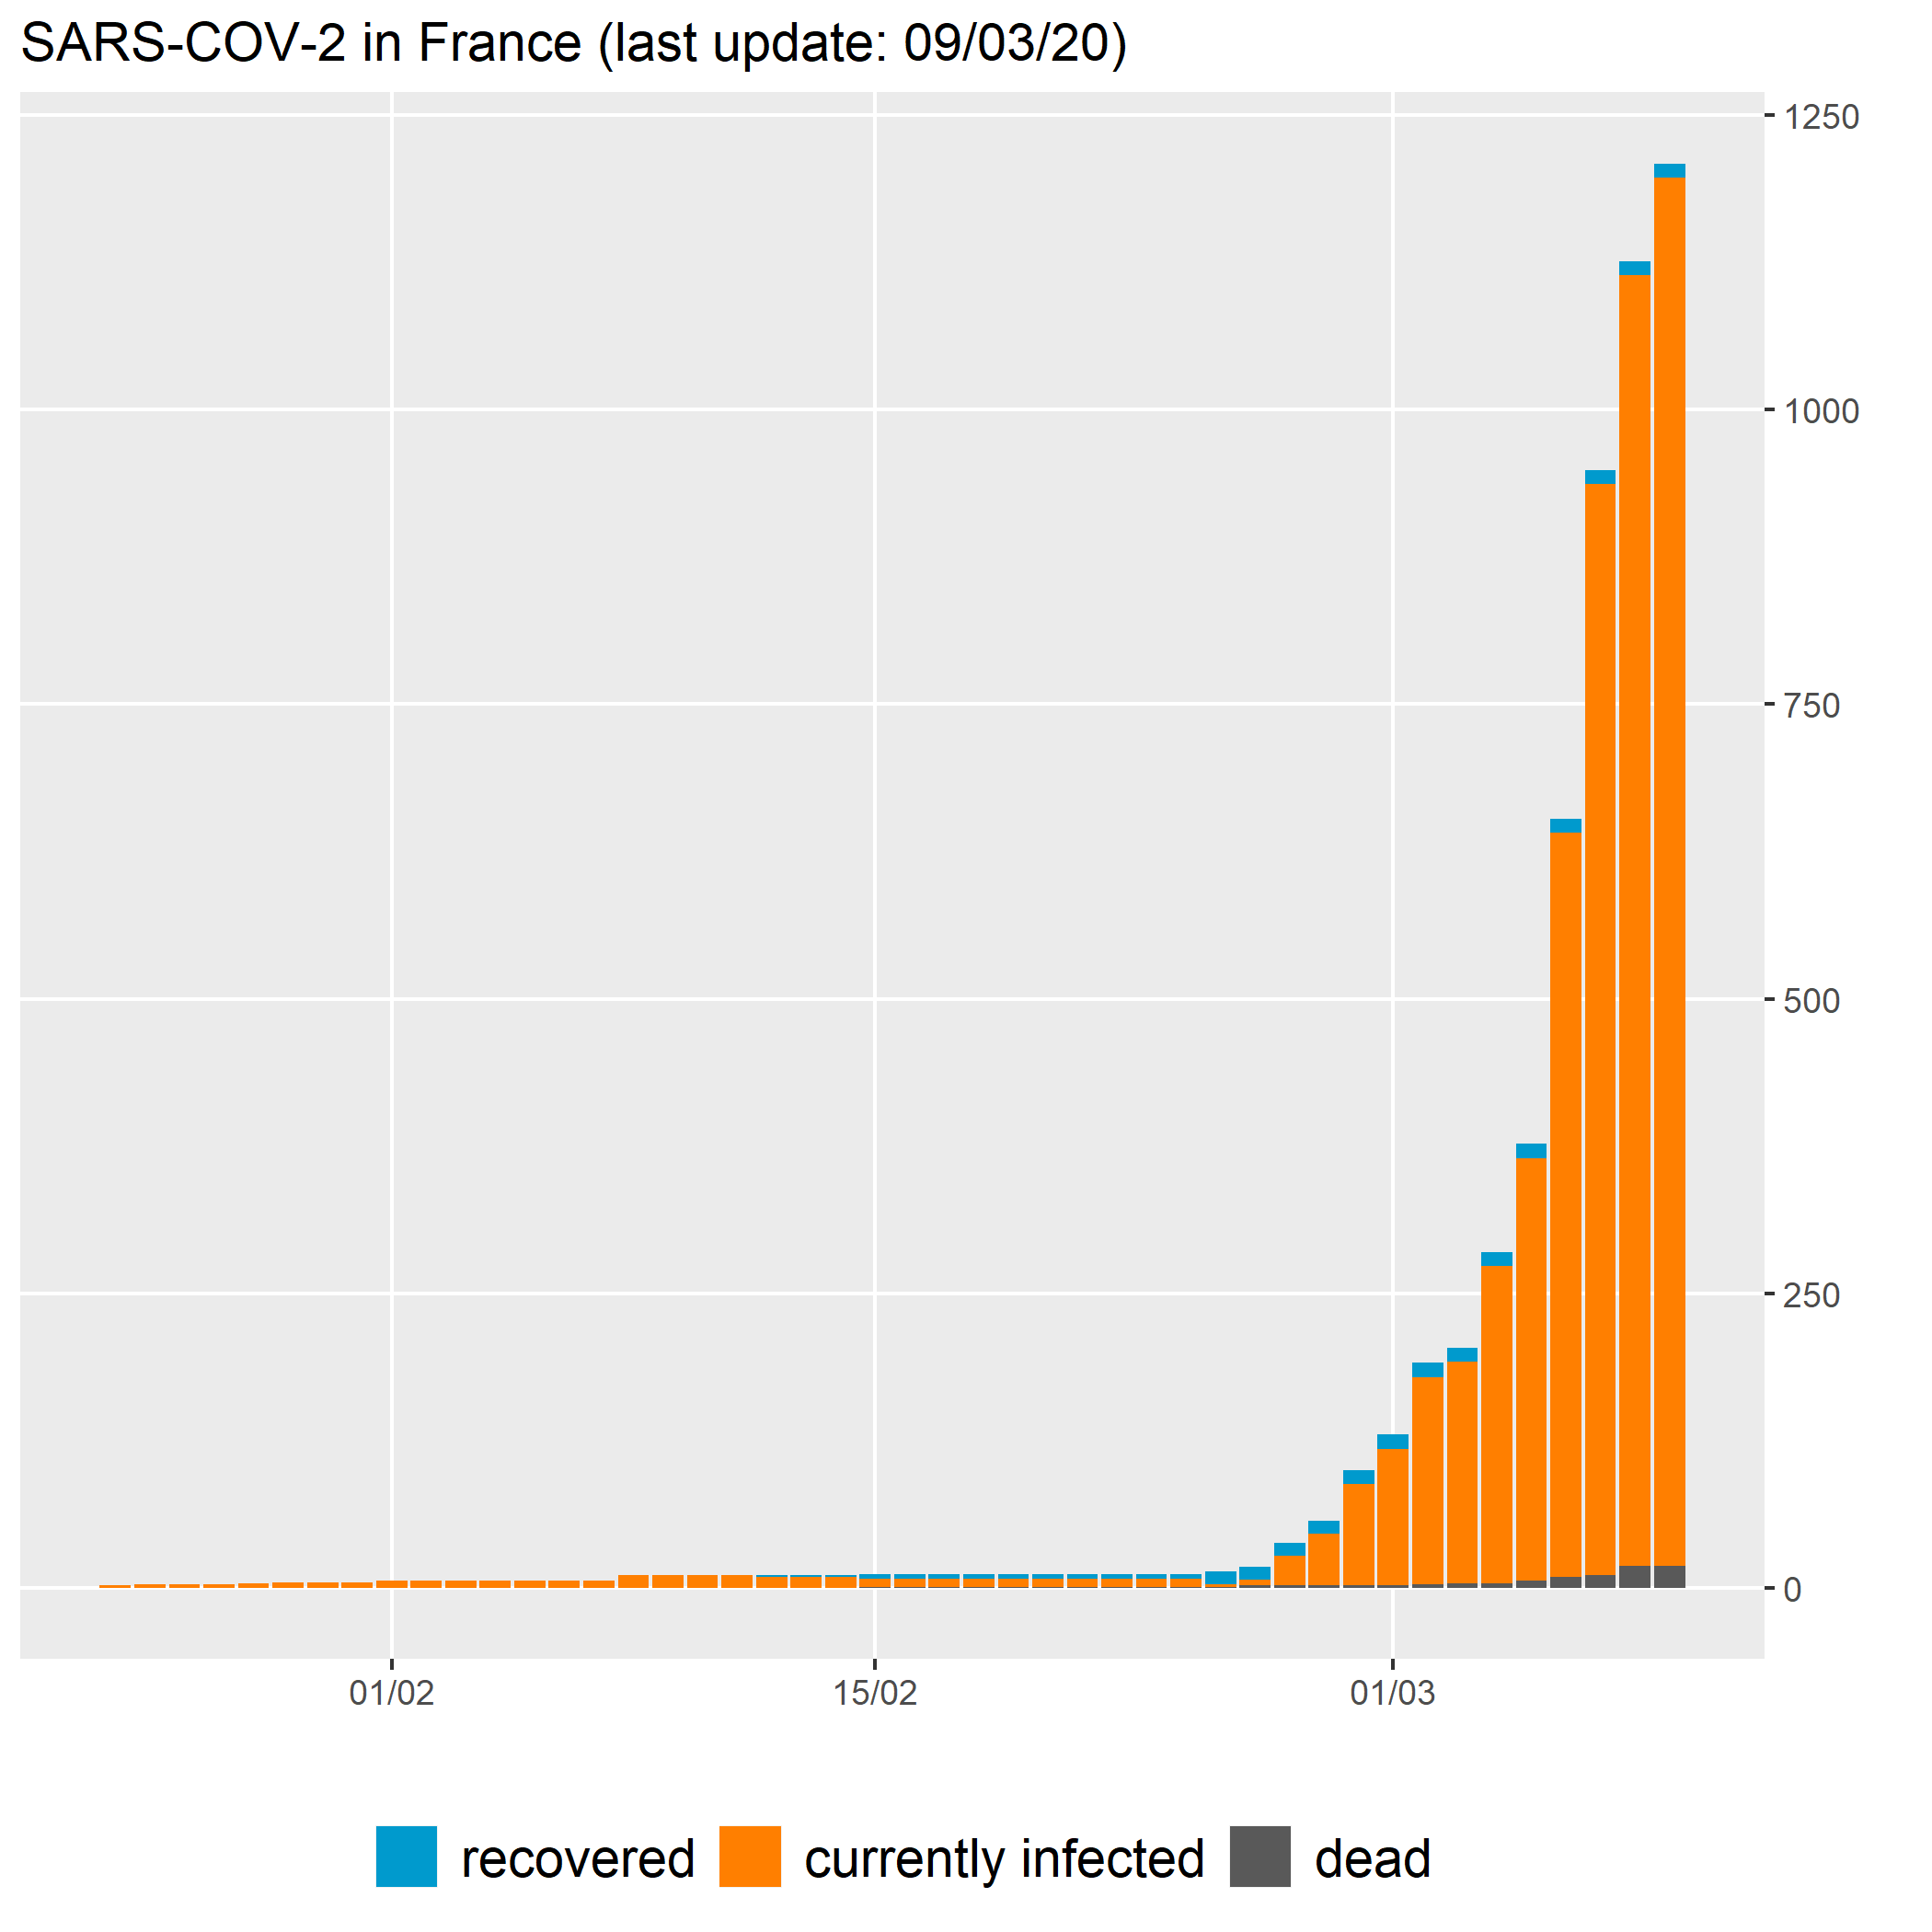 SARS-COV-2 in France (last update: 09/03/20)
1250
1000
750
500
250
0
01/02 15/02 01/03
recovered currently infected dead